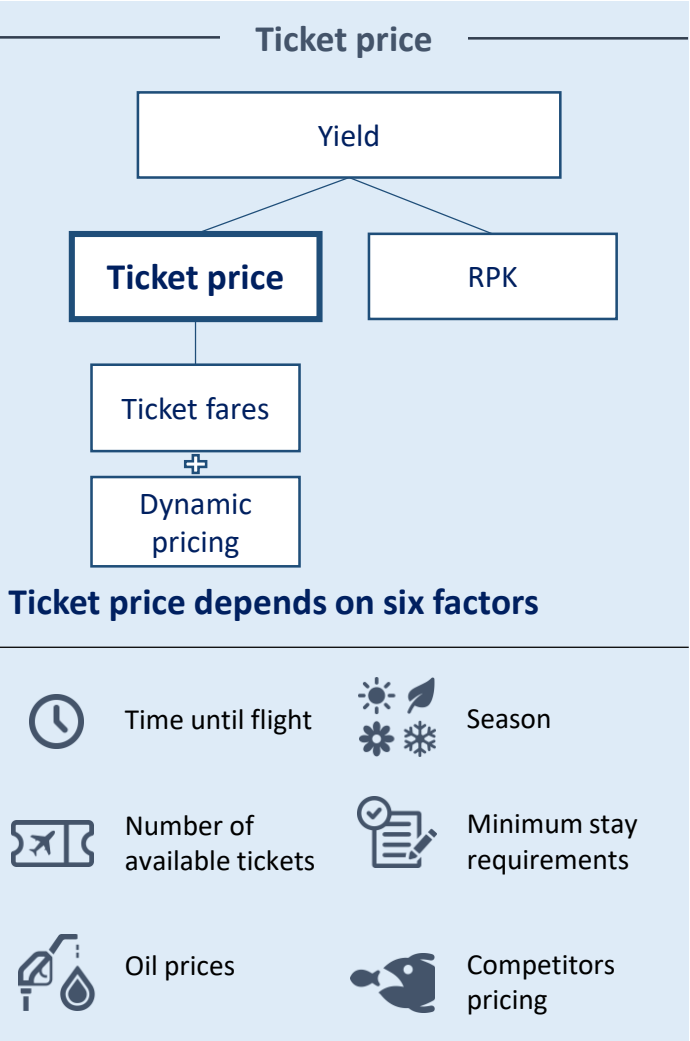 Ticket price
Yield
Ticket price
RPK
Ticket fares
Dynamic
pricing
Ticket price depends on six factors
Time until flight
Season
Number of
available tickets
Minimum stay
requirements
Oil prices
Competitors
pricing